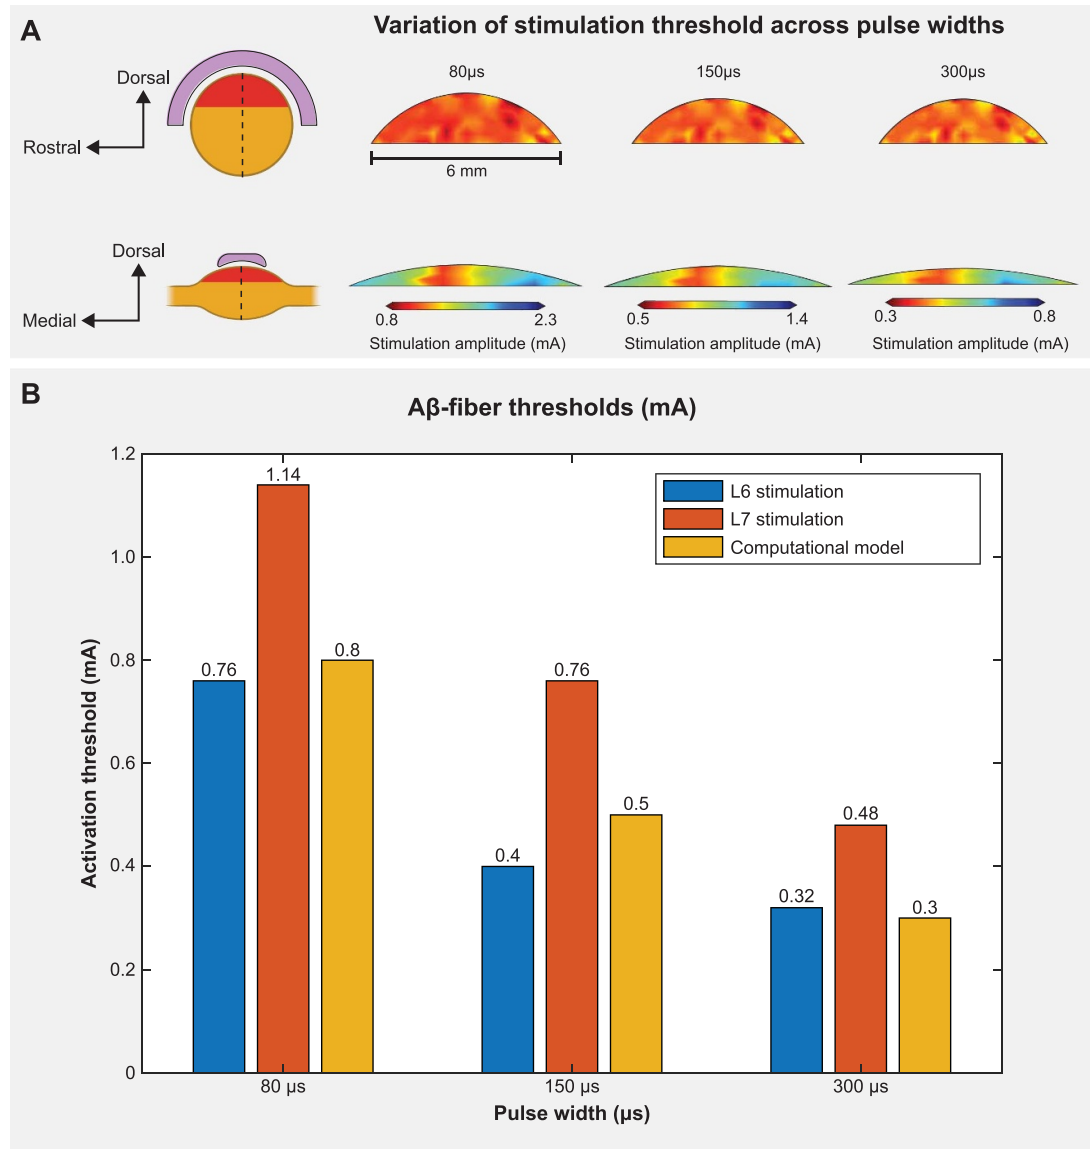 A
Variation of stimulation threshold across pulse widths
Dorsal
Rostral
80µs
150µs
300µs
6 mm
Dorsal
Medial
0.8 2.3
0.5 1.4
0.3 0.8
Stimulation amplitude (mA)
Stimulation amplitude (mA)
Stimulation amplitude (mA)
B
Aβ-fiber thresholds (mA)
1.2
1.0
0.8
0.6
0.4
0.2
0
Activation threshold (mA)
L6 stimulation
L7 stimulation
Computational model
0.76
1.14
0.8
0.4
0.76
0.5
0.32
0.48
0.3
80 µs
150 µs
300 µs
Pulse width (µs)